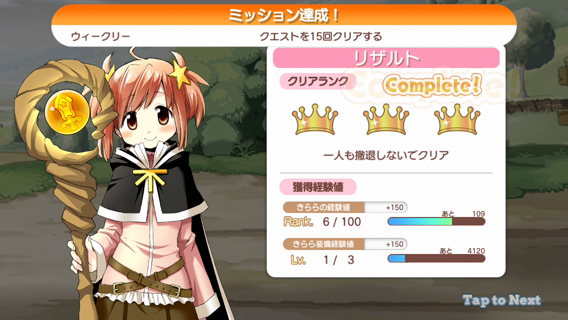 ミッション達成!
ウィークリー
クエストを15回クリアする
リザルト
クリアランク
Complete!
一人も撤退しないでクリア
獲得経験値
きららの経験値 +150
あと 109
Rank. 6 / 100
きらら装備経験値 +150
あと 4120
Lv. 1 / 3
Tap to Next